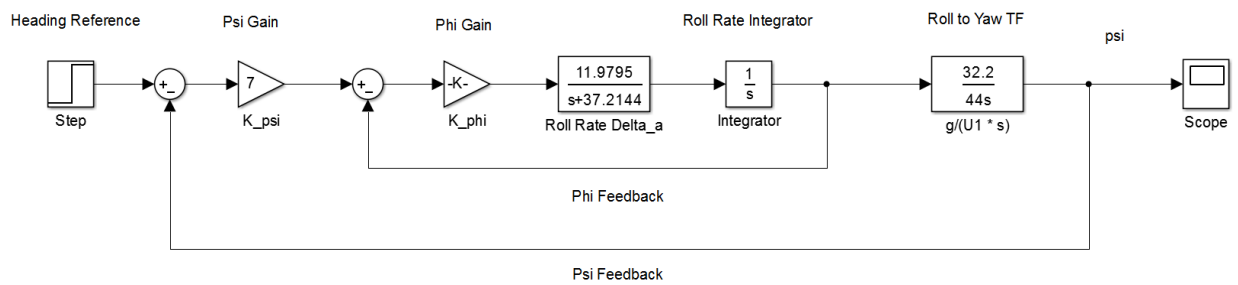 Heading Reference
Psi Gain
Phi Gain
Roll Rate Integrator
Roll to Yaw TF
psi
+
_
7
+
_
-K-
11.9795
s+37.2144
1
s
32.2
44s
Step
K_psi
K_phi
Roll Rate Delta_a
Integrator
g/(U1 * s)
Scope
Phi Feedback
Psi Feedback